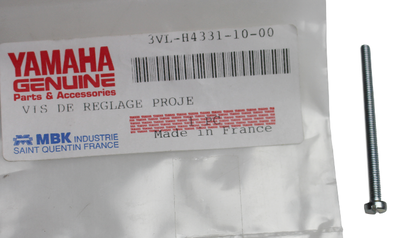 3VL-H4331-10-00
YAMAHA
GENUINE
Parts & Accessories
VIS DE REGLAGE PROJE
MBK INDUSTRIE
SAINT QUENTIN FRANCE
Made in France